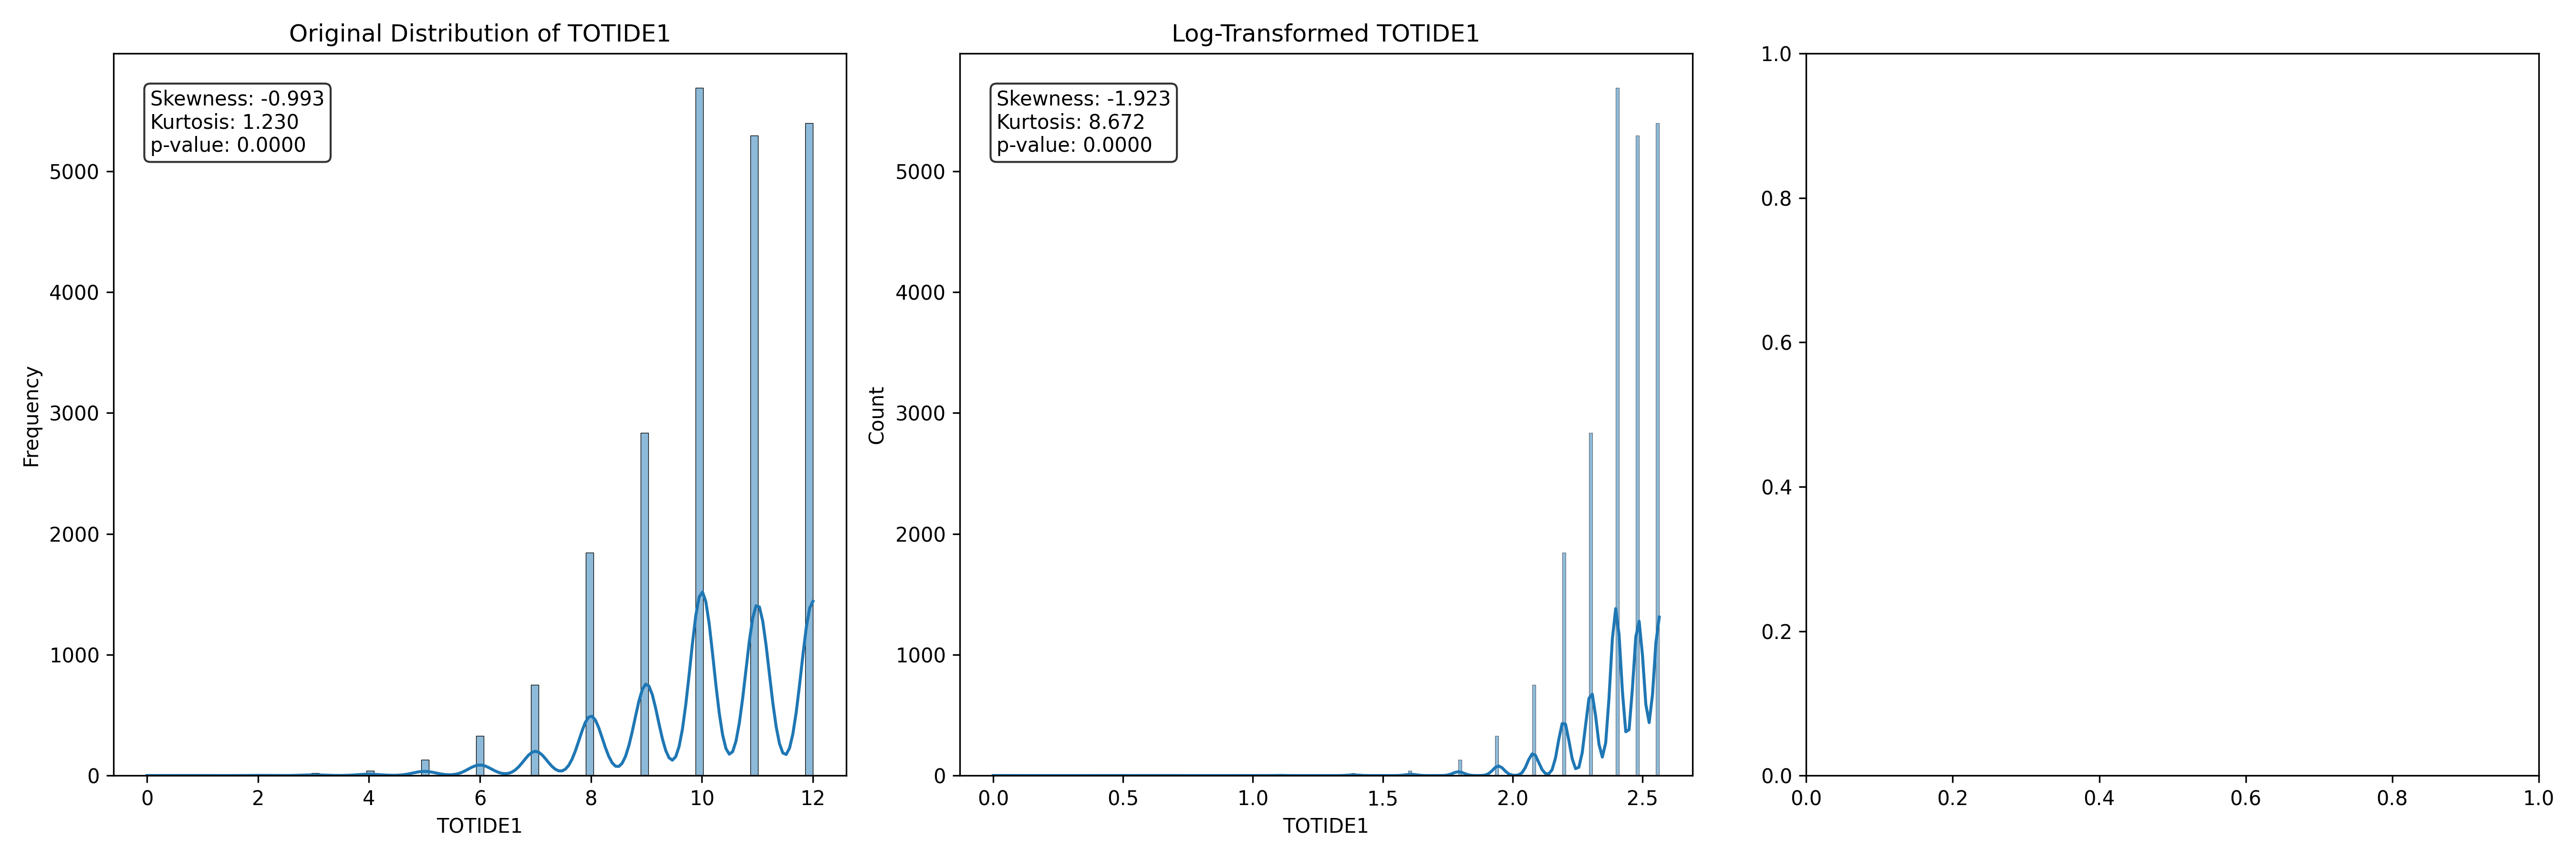 Original Distribution of TOTIDE1
Skewness: -0.993
Kurtosis: 1.230
p-value: 0.0000
Frequency
5000
4000
3000
2000
1000
0
0 2 4 6 8 10 12
TOTIDE1
Log-Transformed TOTIDE1
Skewness: -1.923
Kurtosis: 8.672
p-value: 0.0000
Count
5000
4000
3000
2000
1000
0
0.0 0.5 1.0 1.5 2.0 2.5
TOTIDE1
1.0
0.8
0.6
0.4
0.2
0.0
0.0 0.2 0.4 0.6 0.8 1.0